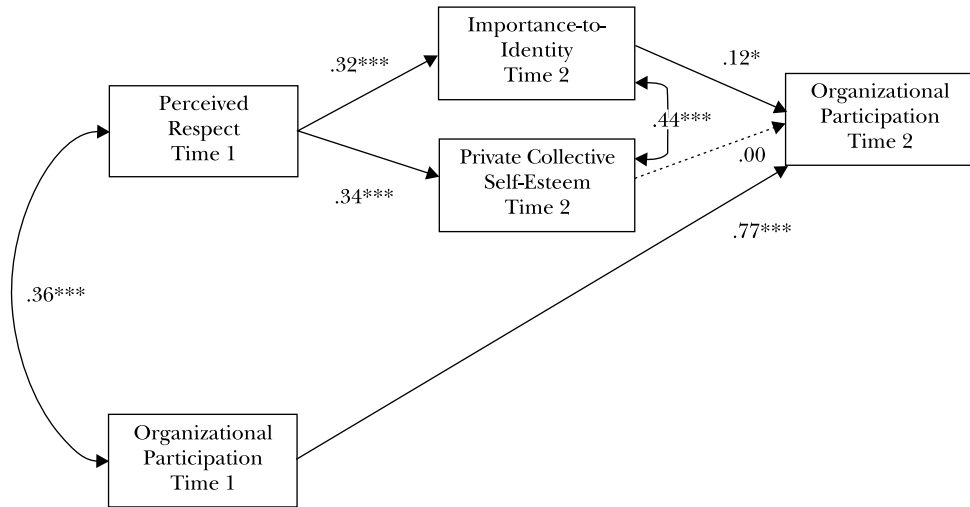 Importance-to-
Identity
Time 2
.32***
.12*
Perceived
Respect
Time 1
Organizational
Participation
Time 2
.44***
Private Collective
Self-Esteem
Time 2
.00
.34***
.77***
.36***
Organizational
Participation
Time 1